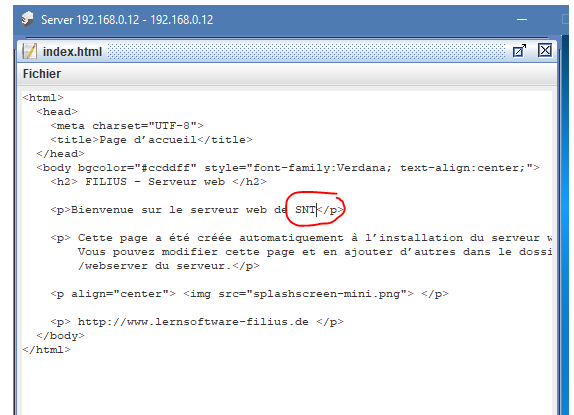 Server 192.168.0.12 - 192.168.0.12
index.html
Fichier
<html>
<head>
<meta charset="UTF-8">
<title>Page d’accueil</title>
</head>
<body bgcolor="#ccddff" style="font-family:Verdana; text-align:center;">
<h2> FILIUS - Serveur web </h2>
<p>Bienvenue sur le serveur web de SNT</p>
<p> Cette page a été créée automatiquement à l’installation du serveur w
Vous pouvez modifier cette page et en ajouter d’autres dans le dossi
/webserver du serveur.</p>
<p align="center"> <img src="splashscreen-mini.png"> </p>
<p> http://www.lernsoftware-filius.de </p>
</body>
</html>